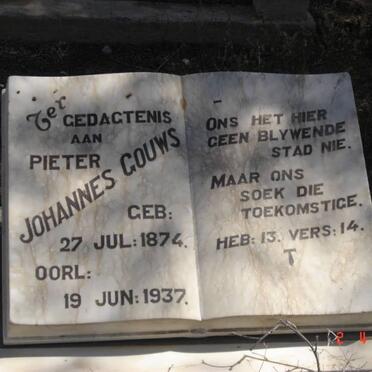 Ter
GEDAGTENIS
AAN
PIETER
JOHANNES GOUWS
GEB:
27 JUL: 1874.
OORL:
19 JUN: 1937.
ONS HET HIER
GEEN BLYWENDE
STAD NIE.
MAAR ONS
SOEK DIE
TOEKOMSTIGE.
HEB: 13. VERS: 14.